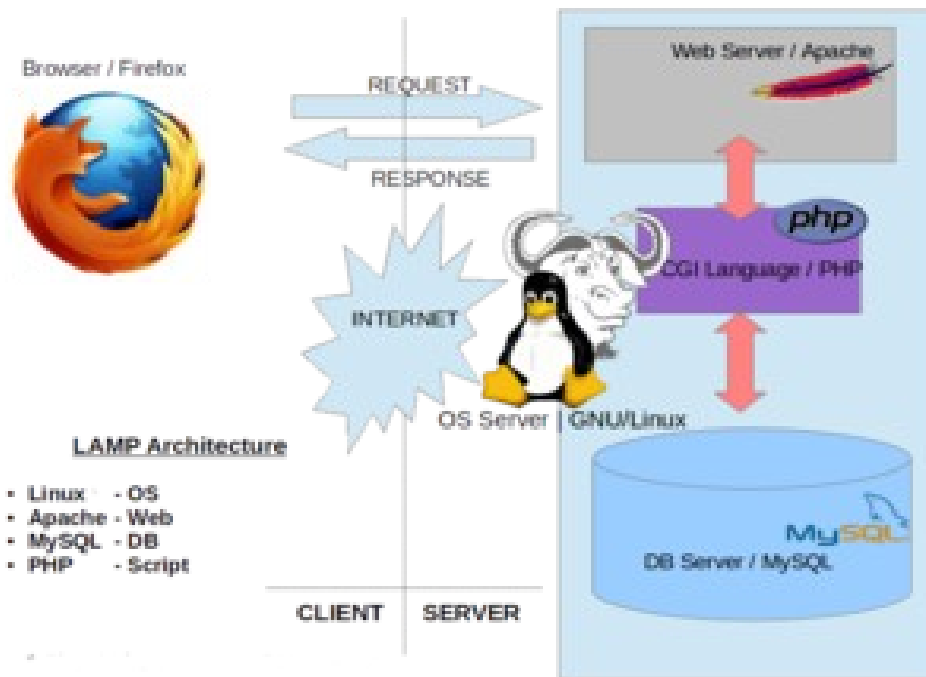 Browser / Firefox
REQUEST
RESPONSE
Web Server / Apache
php
CGI Language / PHP
INTERNET
OS Server | GNU/Linux
MySQL
DB Server / MySQL
LAMP Architecture
• Linux - OS
• Apache - Web
• MySQL - DB
• PHP - Script
CLIENT
SERVER